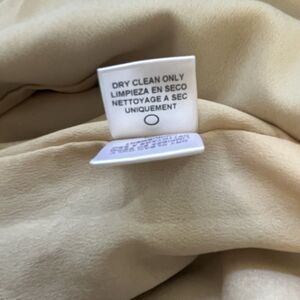 DRY CLEAN ONLY
LIMPIEZA EN SECO
NETTOYAGE A SEC
UNIQUEMENT